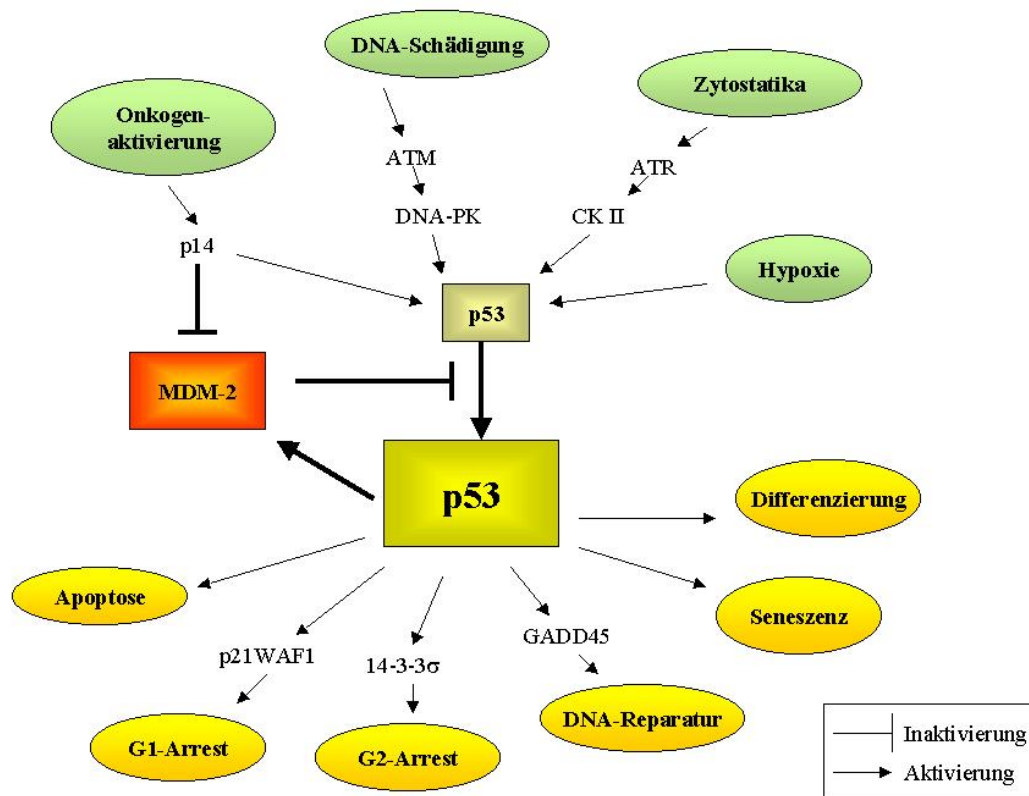 DNA-Schädigung
Zytostatika
Onkogen-
aktivierung
ATM
ATR
DNA-PK
CK II
p14
Hypoxie
p53
MDM-2
p53
Differenzierung
Apoptose
Seneszenz
GADD45
p21WAF1
14-3-3σ
DNA-Reparatur
G1-Arrest
G2-Arrest
Inaktivierung
Aktivierung